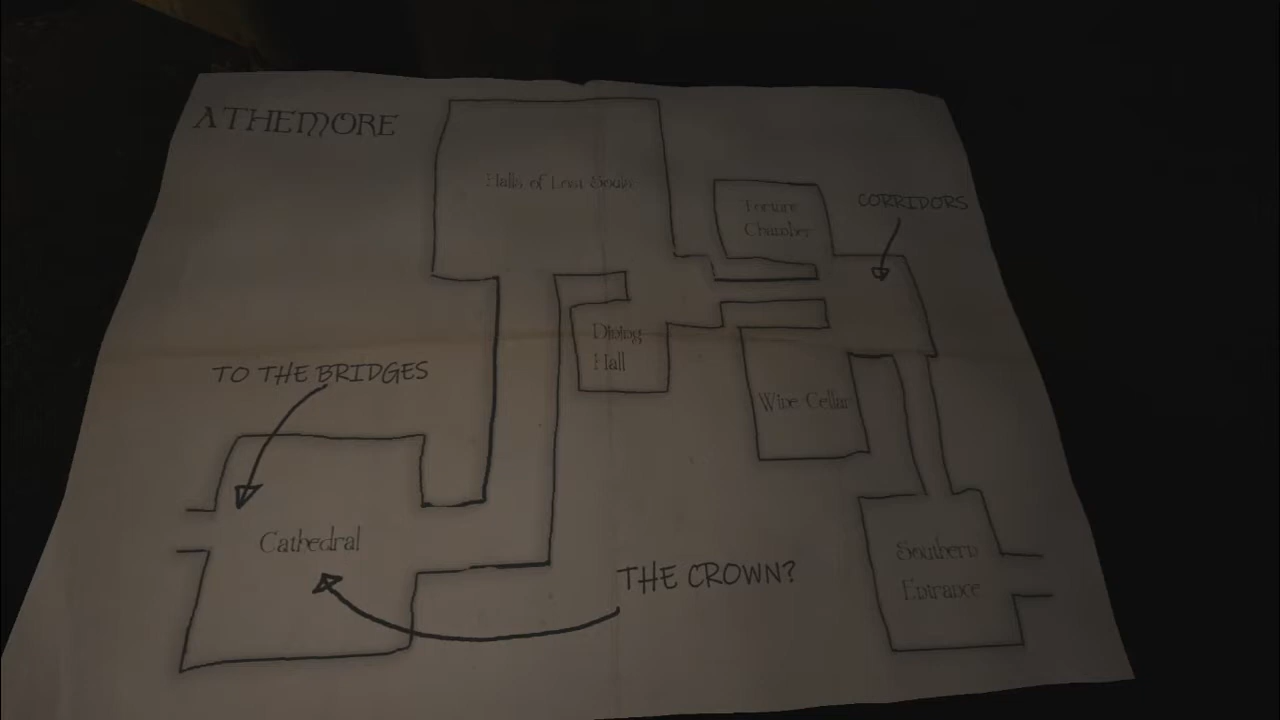 ATHEMORE
Halls of Lost Souls
Torture
Chamber
CORRIDORS
Dining
Hall
TO THE BRIDGES
Wine Cellar
Cathedral
THE CROWN?
Southern
Entrance